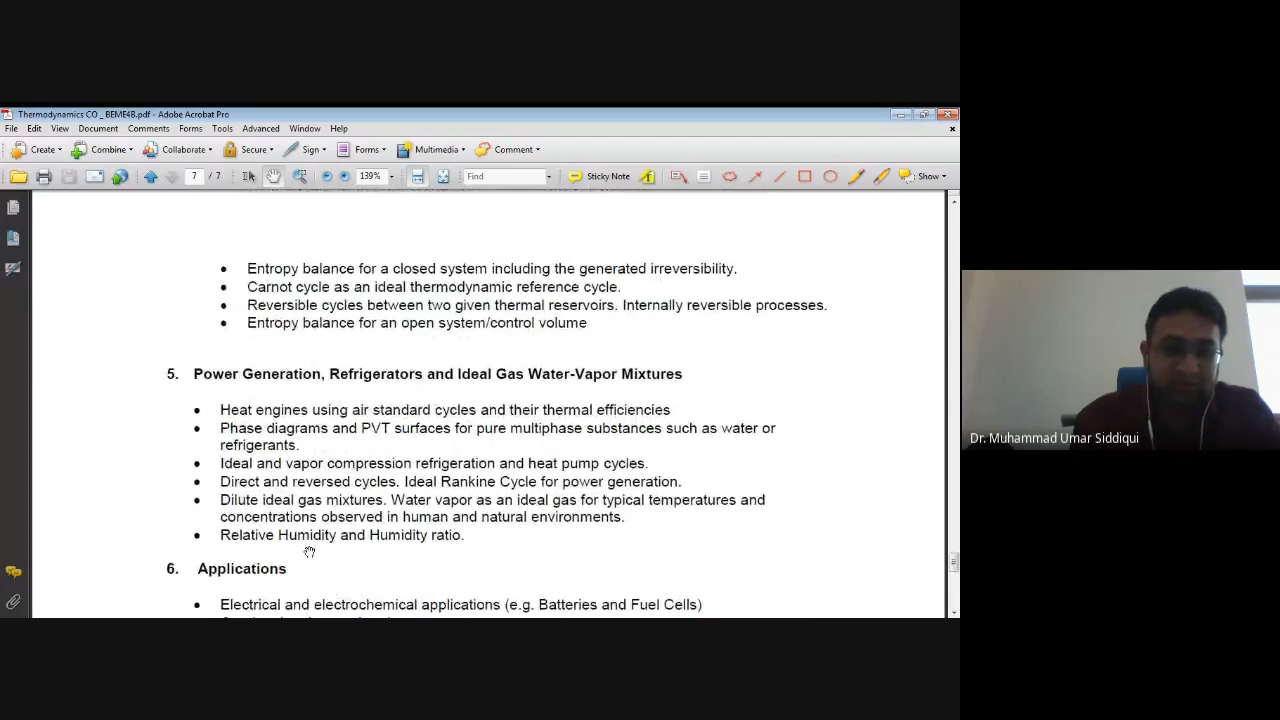 Thermodynamics CO _ BEME4B.pdf - Adobe Acrobat Pro
File Edit View Document Comments Forms Tools Advanced Window Help
Create Combine Collaborate Secure Sign Forms Multimedia Comment
7 / 7 139% Find Sticky Note Show
• Entropy balance for a closed system including the generated irreversibility.
• Carnot cycle as an ideal thermodynamic reference cycle.
• Reversible cycles between two given thermal reservoirs. Internally reversible processes.
• Entropy balance for an open system/control volume
5. Power Generation, Refrigerators and Ideal Gas Water-Vapor Mixtures
• Heat engines using air standard cycles and their thermal efficiencies
• Phase diagrams and PVT surfaces for pure multiphase substances such as water or
refrigerants.
• Ideal and vapor compression refrigeration and heat pump cycles.
• Direct and reversed cycles. Ideal Rankine Cycle for power generation.
• Dilute ideal gas mixtures. Water vapor as an ideal gas for typical temperatures and
concentrations observed in human and natural environments.
• Relative Humidity and Humidity ratio.
6. Applications
• Electrical and electrochemical applications (e.g. Batteries and Fuel Cells)
Dr. Muhammad Umar Siddiqui